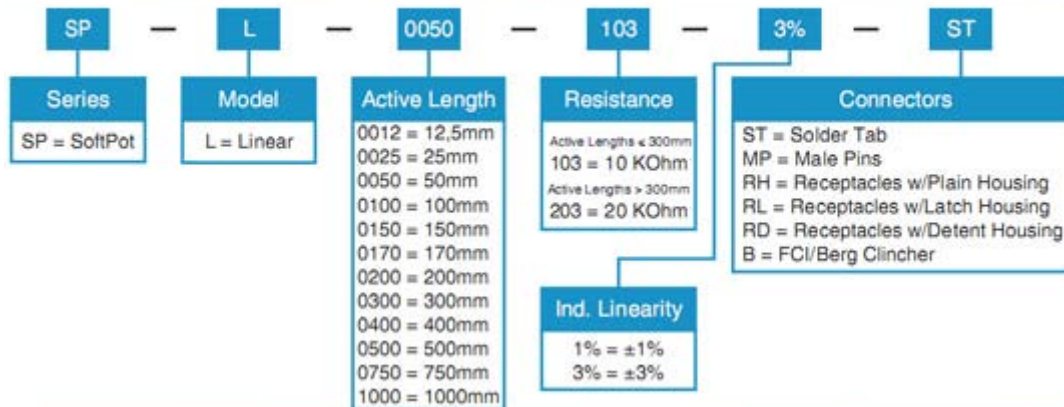 SP — L — 0050 — 103 — 3% — ST
Series
SP = SoftPot
Model
L = Linear
Active Length
0012 = 12,5mm
0025 = 25mm
0050 = 50mm
0100 = 100mm
0150 = 150mm
0170 = 170mm
0200 = 200mm
0300 = 300mm
0400 = 400mm
0500 = 500mm
0750 = 750mm
1000 = 1000mm
Resistance
Active Lengths ≤ 300mm
103 = 10 KOhm
Active Lengths > 300mm
203 = 20 KOhm
Ind. Linearity
1% = ±1%
3% = ±3%
Connectors
ST = Solder Tab
MP = Male Pins
RH = Receptacles w/Plain Housing
RL = Receptacles w/Latch Housing
RD = Receptacles w/Detent Housing
B = FCI/Berg Clincher